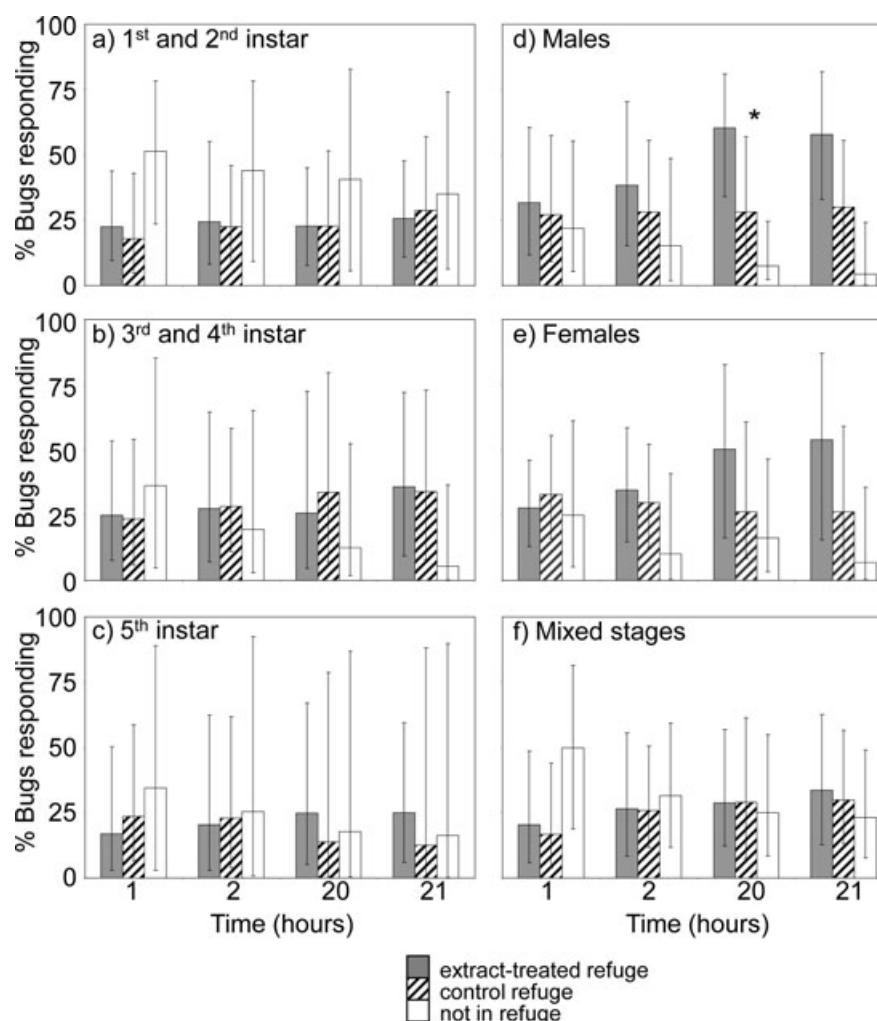 a) 1st and 2nd instar
% Bugs responding
100
75
50
25
0
d) Males
*
b) 3rd and 4th instar
% Bugs responding
100
75
50
25
0
e) Females
c) 5th instar
% Bugs responding
100
75
50
25
0
1 2 20 21
Time (hours)
f) Mixed stages
1 2 20 21
Time (hours)
extract-treated refuge
control refuge
not in refuge